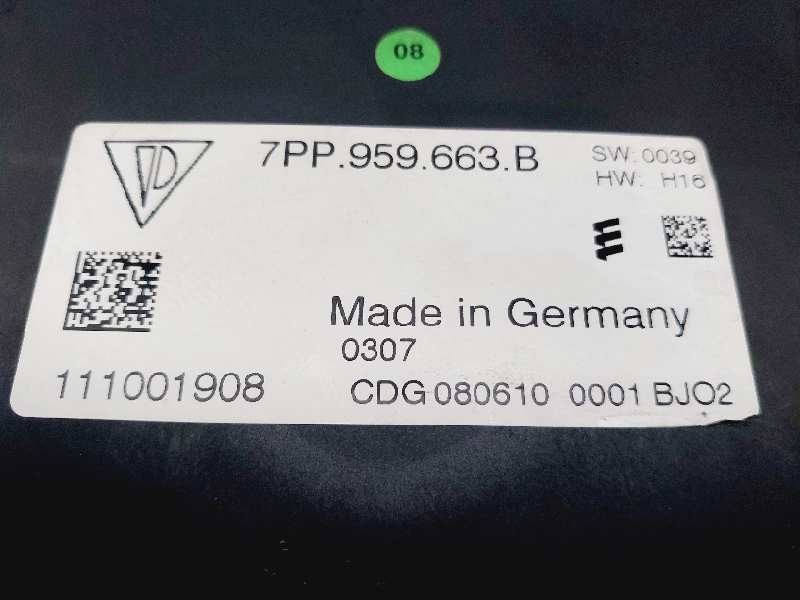 08
7PP.959.663.B
SW: 0039
HW: H16
Made in Germany
0307
111001908
CDG 080610 0001 BJO2